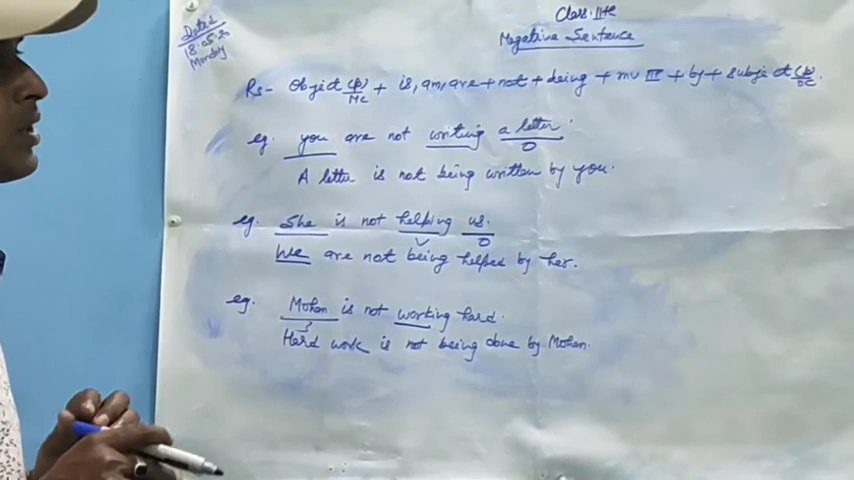 Dated
18.05.20
Monday
Class: IIIrd
Negative Sentence
Rs- Object (P)/MC + is, am, are + not + being + mv III + by + subject (P)/OC.
eg. you are not writing a letter.
O
A letter is not being written by you.
eg. She is not helping us.
V O
We are not being helped by her.
eg. Mohan is not working hard.
S
Hard work is not being done by Mohan.